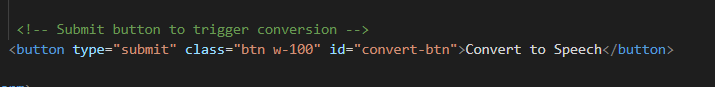 <!-- Submit button to trigger conversion -->
<button type="submit" class="btn w-100" id="convert-btn">Convert to Speech</button>